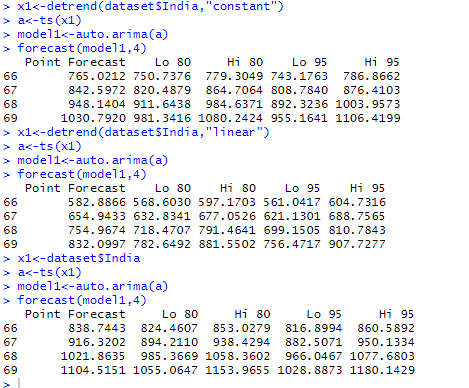 > x1<-detrend(dataset$India,"constant")
> a<-ts(x1)
> model1<-auto.arima(a)
> forecast(model1,4)
   Point Forecast    Lo 80     Hi 80    Lo 95     Hi 95
66       765.0212 750.7376  779.3049 743.1763  786.8662
67       842.5972 820.4879  864.7064 808.7840  876.4103
68       948.1404 911.6438  984.6371 892.3236 1003.9573
69      1030.7920 981.3416 1080.2424 955.1641 1106.4199
> x1<-detrend(dataset$India,"linear")
> a<-ts(x1)
> model1<-auto.arima(a)
> forecast(model1,4)
   Point Forecast    Lo 80    Hi 80    Lo 95    Hi 95
66       582.8866 568.6030 597.1703 561.0417 604.7316
67       654.9433 632.8341 677.0526 621.1301 688.7565
68       754.9674 718.4707 791.4641 699.1505 810.7843
69       832.0997 782.6492 881.5502 756.4717 907.7277
> x1<-dataset$India
> a<-ts(x1)
> model1<-auto.arima(a)
> forecast(model1,4)
   Point Forecast     Lo 80     Hi 80     Lo 95     Hi 95
66       838.7443  824.4607  853.0279  816.8994  860.5892
67       916.3202  894.2110  938.4294  882.5071  950.1334
68      1021.8635  985.3669 1058.3602  966.0467 1077.6803
69      1104.5151 1055.0647 1153.9655 1028.8873 1180.1429
>